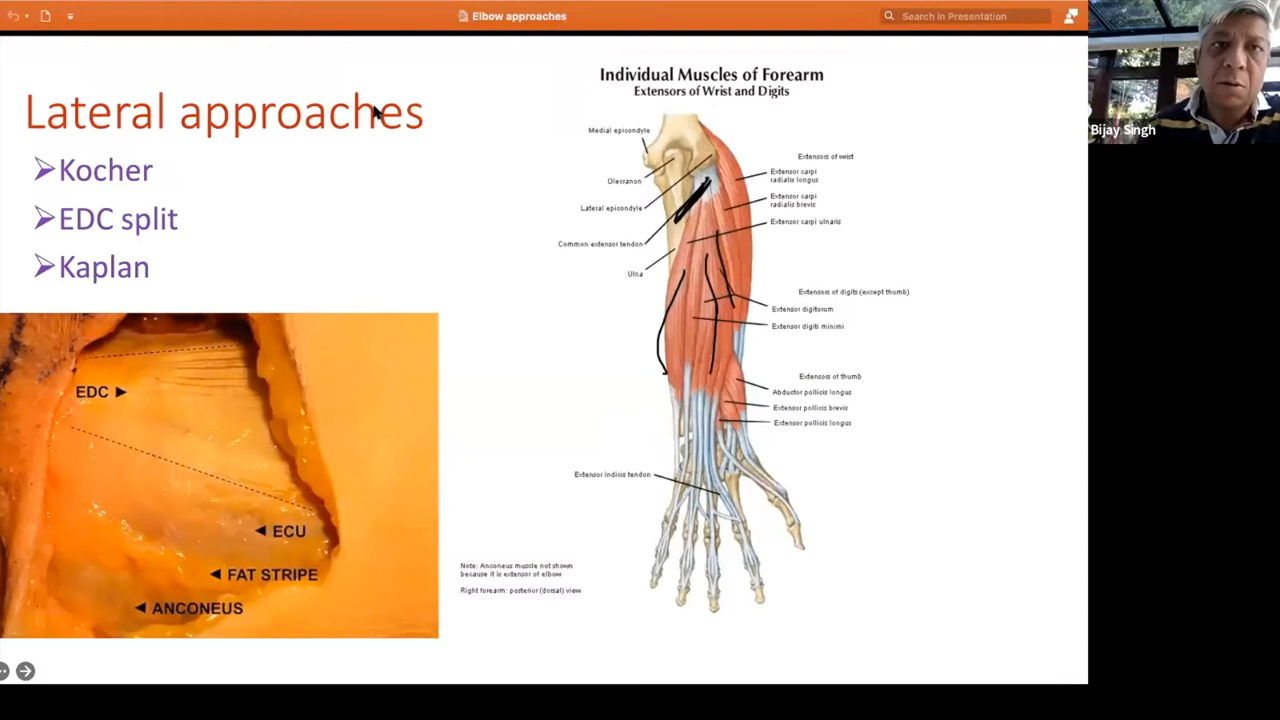 Elbow approaches
Search in Presentation
Lateral approaches
Kocher
EDC split
Kaplan
EDC
ECU
FAT STRIPE
ANCONEUS
Individual Muscles of Forearm
Extensors of Wrist and Digits
Medial epicondyle
Olecranon
Lateral epicondyle
Common extensor tendon
Ulna
Extensor indicis tendon
Extensors of wrist
Extensor carpi
radialis longus
Extensor carpi
radialis brevis
Extensor carpi ulnaris
Extensors of digits (except thumb)
Extensor digitorum
Extensor digiti minimi
Extensors of thumb
Abductor pollicis longus
Extensor pollicis brevis
Extensor pollicis longus
Note: Anconeus muscle not shown
because it is extensor of elbow
Right forearm: posterior (dorsal) view
Bijay Singh